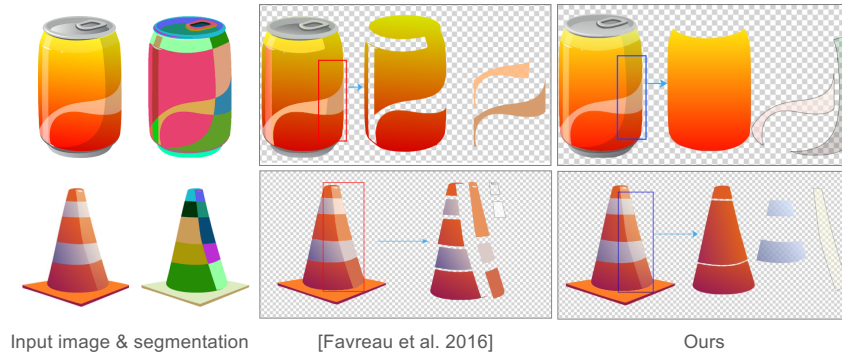 Input image & segmentation
[Favreau et al. 2016]
Ours